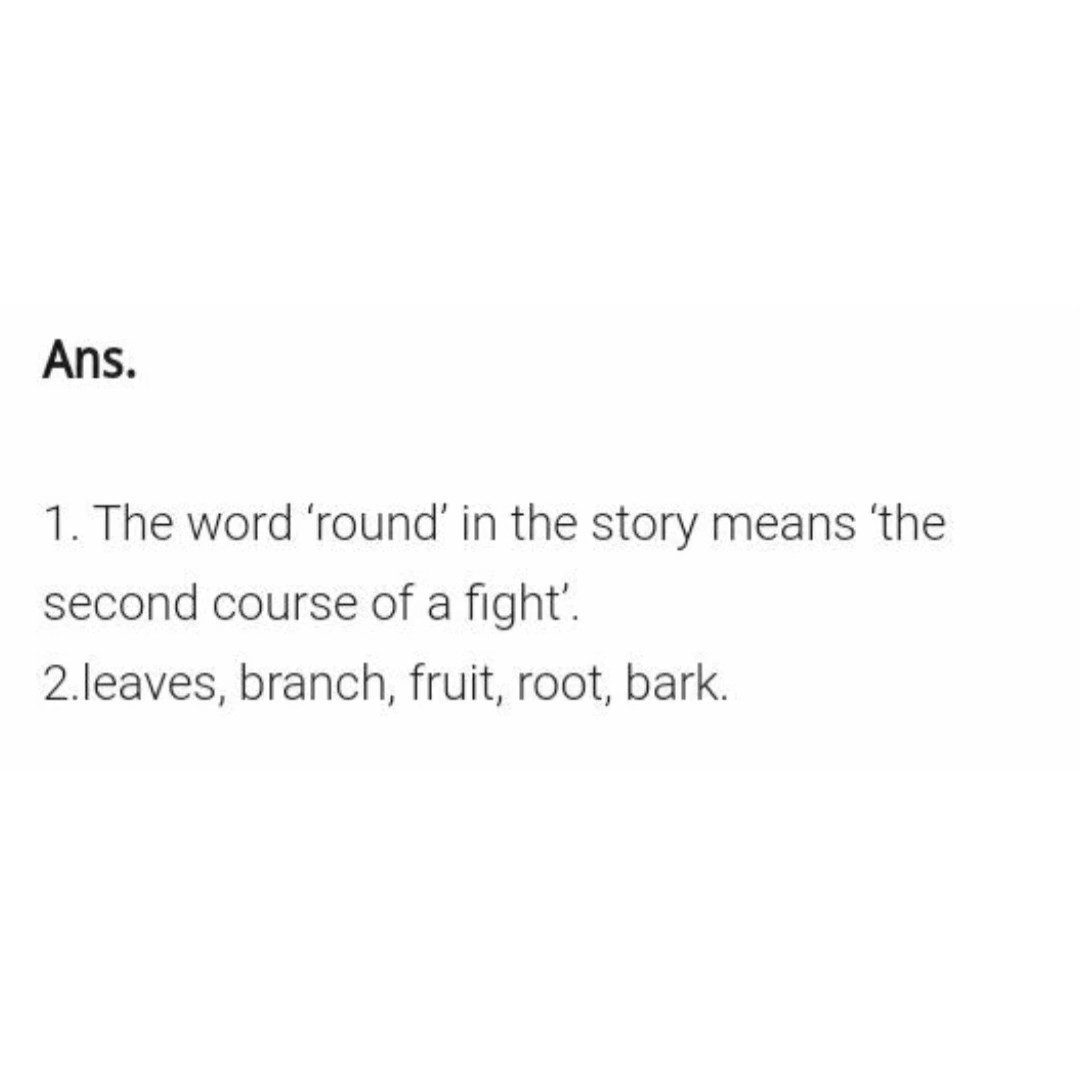 Ans.
1. The word ‘round’ in the story means ‘the
second course of a fight’.
2.leaves, branch, fruit, root, bark.